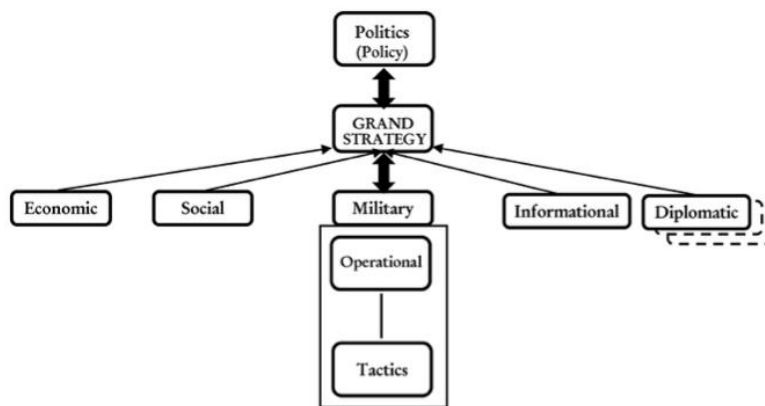 Politics
(Policy)
GRAND
STRATEGY
Economic
Social
Military
Informational
Diplomatic
Operational
Tactics